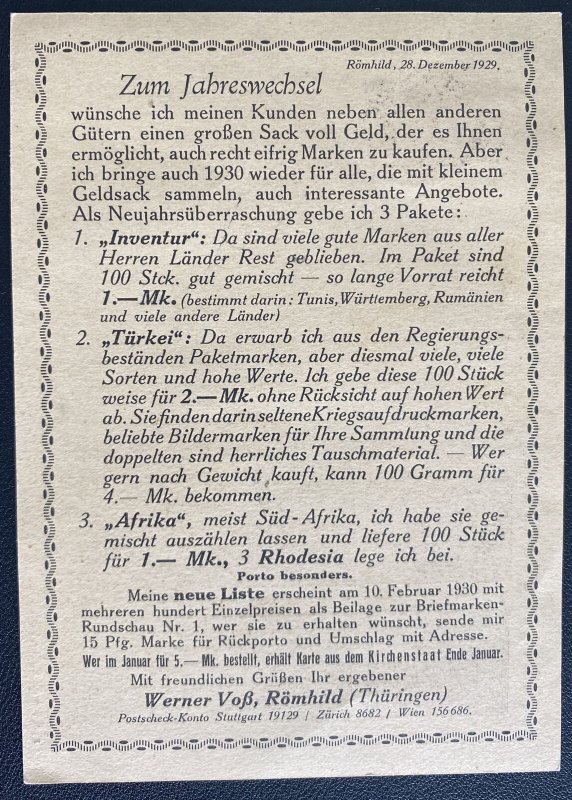 Römhild, 28. Dezember 1929.
Zum Jahreswechsel
wünsche ich meinen Kunden neben allen anderen
Gütern einen großen Sack voll Geld, der es Ihnen
ermöglicht, auch recht eifrig Marken zu kaufen. Aber
ich bringe auch 1930 wieder für alle, die mit kleinem
Geldsack sammeln, auch interessante Angebote.
Als Neujahrsüberraschung gebe ich 3 Pakete:
1. „Inventur“: Da sind viele gute Marken aus aller
Herren Länder Rest geblieben. Im Paket sind
100 Stck. gut gemischt — so lange Vorrat reicht
1.— Mk. (bestimmt darin: Tunis, Württemberg, Rumänien
und viele andere Länder)
2. „Türkei“: Da erwarb ich aus den Regierungs-
beständen Paketmarken, aber diesmal viele, viele
Sorten und hohe Werte. Ich gebe diese 100 Stück
weise für 2.— Mk. ohne Rücksicht auf hohen Wert
ab. Sie finden darin seltene Kriegsaufdruckmarken,
beliebte Bildermarken für Ihre Sammlung und die
doppelten sind herrliches Tauschmaterial. — Wer
gern nach Gewicht kauft, kann 100 Gramm für
4.— Mk. bekommen.
3. „Afrika“, meist Süd-Afrika, ich habe sie ge-
mischt auszählen lassen und liefere 100 Stück
für 1.— Mk., 3 Rhodesia lege ich bei.
Porto besonders.
Meine neue Liste erscheint am 10. Februar 1930 mit
mehreren hundert Einzelpreisen als Beilage zur Briefmarken-
Rundschau Nr. 1, wer sie zu erhalten wünscht, sende mir
15 Pfg. Marke für Rückporto und Umschlag mit Adresse.
Wer im Januar für 5.— Mk. bestellt, erhält Karte aus dem Kirchenstaat Ende Januar.
Mit freundlichen Grüßen Ihr ergebener
Werner Voß, Römhild (Thüringen)
Postscheck-Konto Stuttgart 19129 / Zürich 8682 / Wien 156 686.